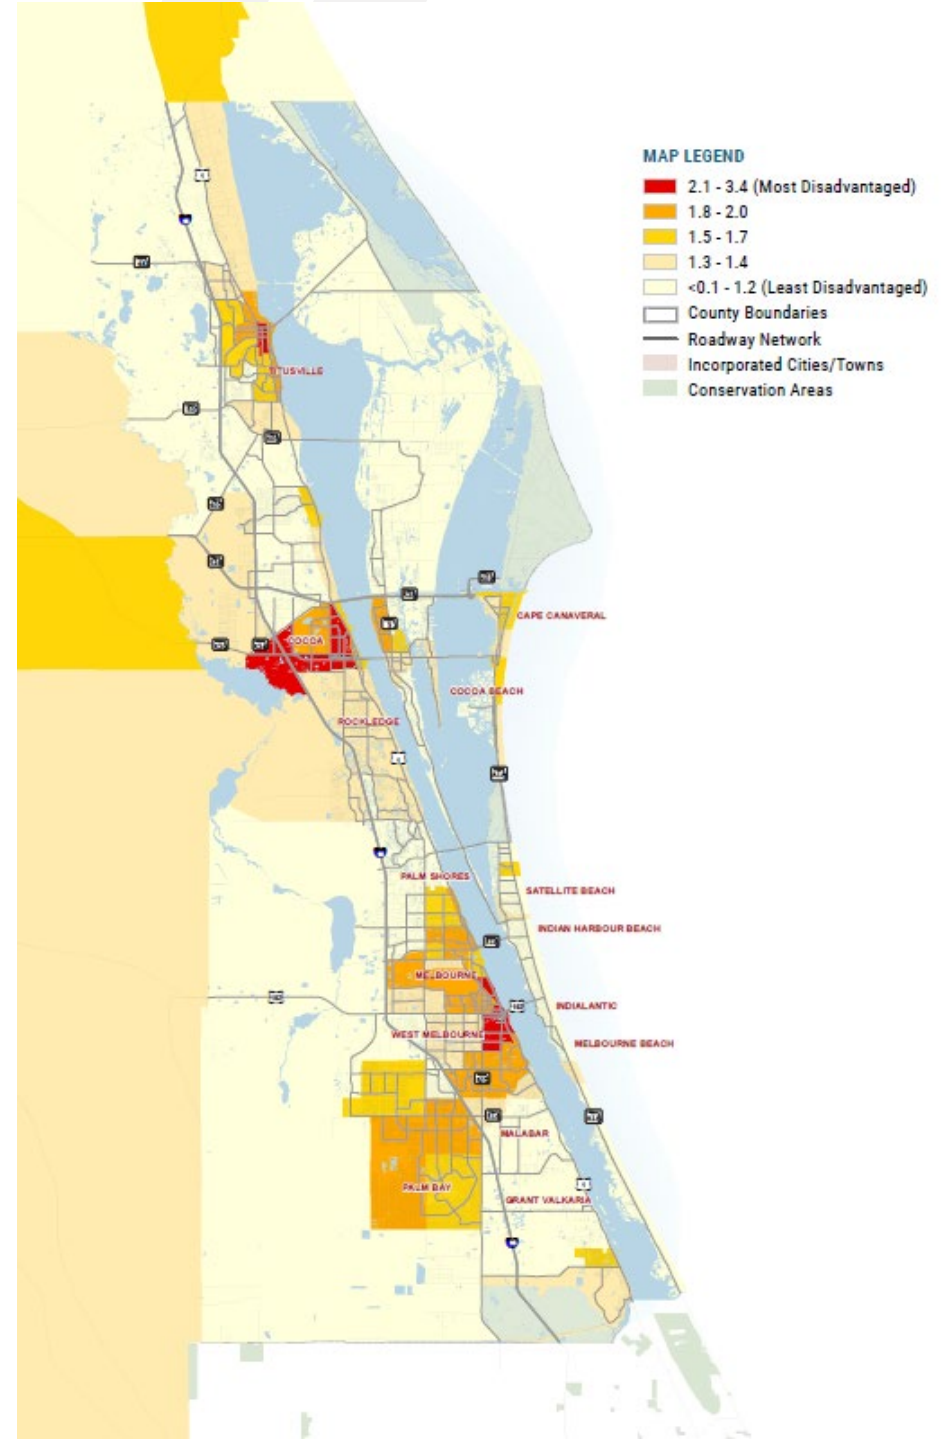 MAP LEGEND
2.1 - 3.4 (Most Disadvantaged)
1.8 - 2.0
1.5 - 1.7
1.3 - 1.4
<0.1 - 1.2 (Least Disadvantaged)
County Boundaries
Roadway Network
Incorporated Cities/Towns
Conservation Areas
TITUSVILLE
CAPE CANAVERAL
COCOA
COCOA BEACH
ROCKLEDGE
PALM SHORES
SATELLITE BEACH
INDIAN HARBOUR BEACH
MELBOURNE
INDIALANTIC
WEST MELBOURNE
MELBOURNE BEACH
MALABAR
PALM BAY
GRANT VALKARIA